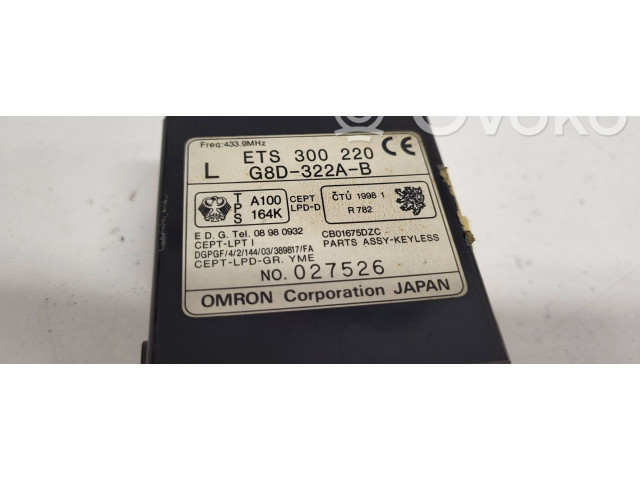 Ovoko
Freq:433.9MHz
ETS 300 220 CE
L G8D-322A-B
T P S A100 164K CEPT LPD-D ČTÚ 1998 1 R 782
E D. G. Tel. 08 98 0932 CB01675DZC
CEPT-LPT I PARTS ASSY-KEYLESS
DGPGF/4/2/144/03/389817/FA
CEPT-LPD-GR. YME
NO. 027526
OMRON Corporation JAPAN